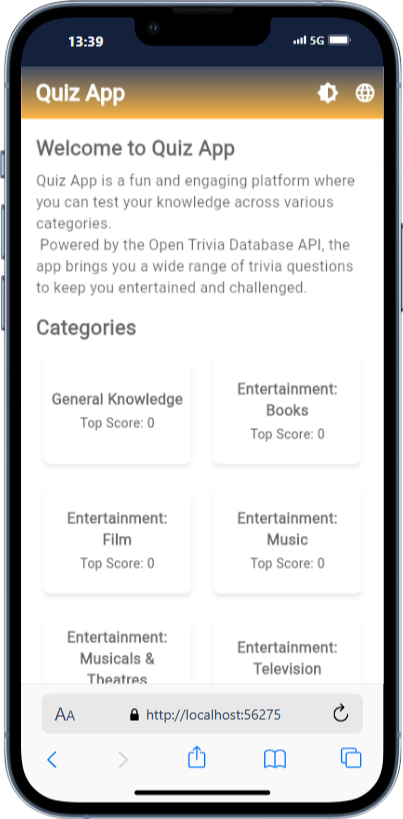 13:39
5G
Quiz App
Welcome to Quiz App
Quiz App is a fun and engaging platform where
you can test your knowledge across various
categories.
Powered by the Open Trivia Database API, the
app brings you a wide range of trivia questions
to keep you entertained and challenged.
Categories
General Knowledge
Top Score: 0
Entertainment:
Books
Top Score: 0
Entertainment:
Film
Top Score: 0
Entertainment:
Music
Top Score: 0
Entertainment:
Musicals &
Theatres
Entertainment:
Television
AA
http://localhost:56275